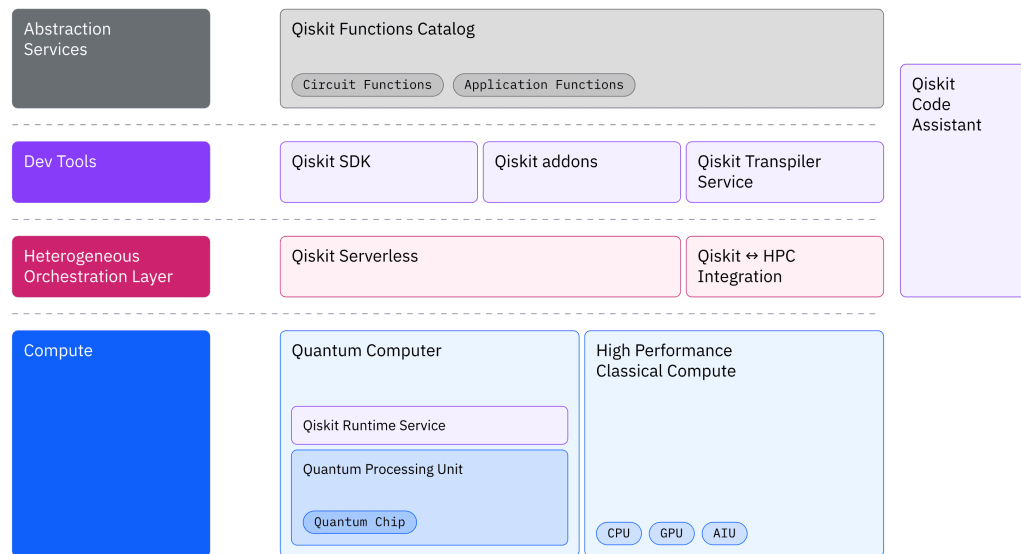 Abstraction
Services
Qiskit Functions Catalog
Circuit Functions
Application Functions
Qiskit
Code
Assistant
Dev Tools
Qiskit SDK
Qiskit addons
Qiskit Transpiler
Service
Heterogeneous
Orchestration Layer
Qiskit Serverless
Qiskit ↔ HPC
Integration
Compute
Quantum Computer
Qiskit Runtime Service
Quantum Processing Unit
Quantum Chip
High Performance
Classical Compute
CPU
GPU
AIU